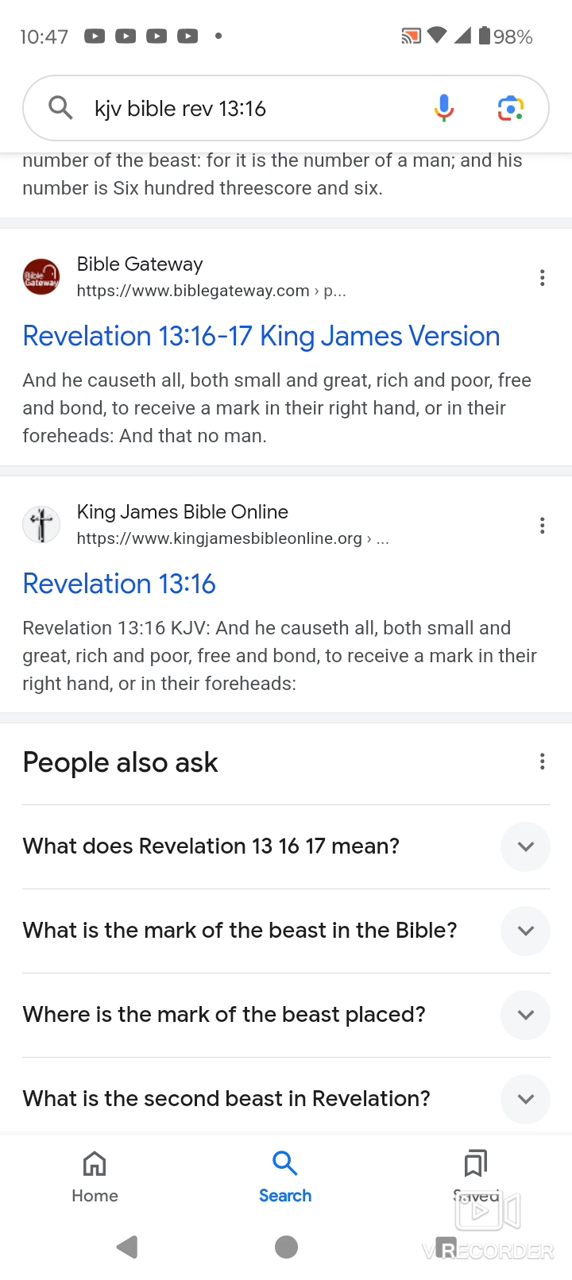 10:47
98%
kjv bible rev 13:16
number of the beast: for it is the number of a man; and his
number is Six hundred threescore and six.
Bible Gateway
Bible Gateway
https://www.biblegateway.com › p...
Revelation 13:16-17 King James Version
And he causeth all, both small and great, rich and poor, free
and bond, to receive a mark in their right hand, or in their
foreheads: And that no man.
King James Bible Online
https://www.kingjamesbibleonline.org › ...
Revelation 13:16
Revelation 13:16 KJV: And he causeth all, both small and
great, rich and poor, free and bond, to receive a mark in their
right hand, or in their foreheads:
People also ask
What does Revelation 13 16 17 mean?
What is the mark of the beast in the Bible?
Where is the mark of the beast placed?
What is the second beast in Revelation?
Home
Search
Saved
VRECORDER